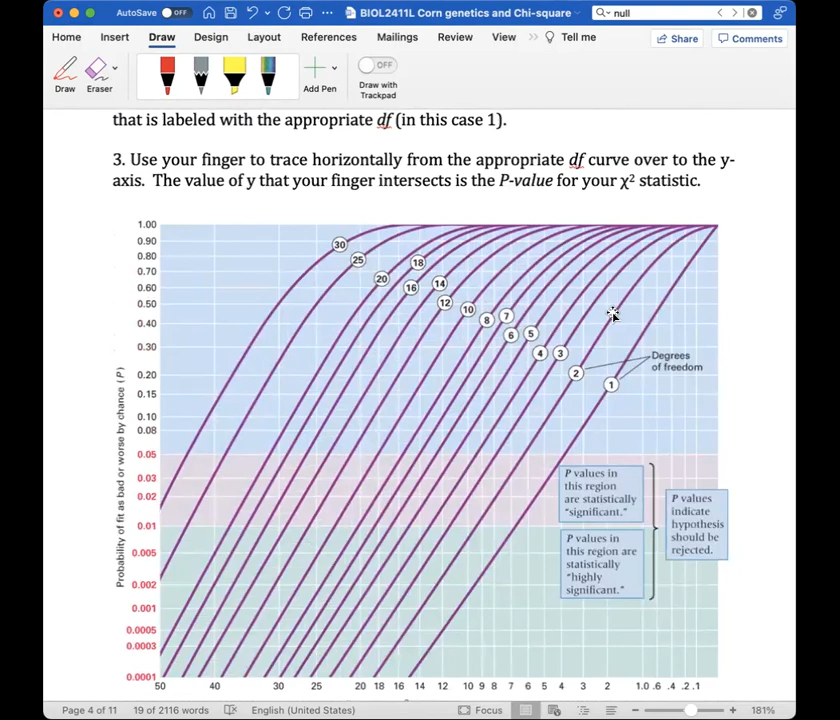 AutoSave OFF
BIOL2411L Corn genetics and Chi-square
null
Home Insert Draw Design Layout References Mailings Review View Tell me Share Comments
Draw Eraser Add Pen OFF Draw with Trackpad
that is labeled with the appropriate df (in this case 1).
3. Use your finger to trace horizontally from the appropriate df curve over to the y-
axis. The value of y that your finger intersects is the P-value for your χ² statistic.
Probability of fit as bad or worse by chance (P)
1.00
0.90
0.80
0.70
0.60
0.50
0.40
0.30
0.20
0.15
0.10
0.08
0.05
0.03
0.02
0.01
0.005
0.002
0.001
0.0005
0.0003
0.0001
30
25
20
18
16
14
12
10
8
7
6
5
4
3
2
1
Degrees
of freedom
P values in
this region
are statistically
"significant."
P values in
this region are
statistically
"highly
significant."
P values
indicate
hypothesis
should be
rejected.
50 40 30 25 20 18 16 14 12 10 9 8 7 6 5 4 3 2 1.0 .6 .4 .2 .1
Page 4 of 11 19 of 2116 words English (United States) Focus 181%